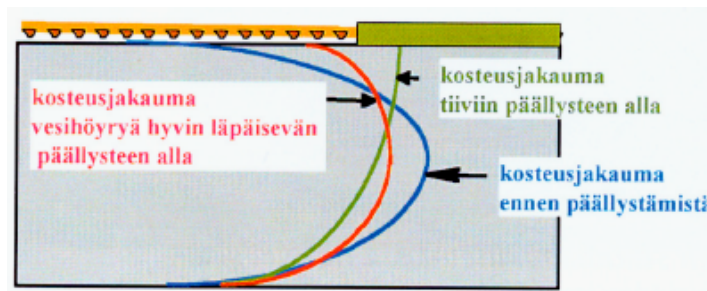 kosteusjakauma
vesihöyryä hyvin läpäisevän
päällysteen alla
kosteusjakauma
tiiviin päällysteen alla
kosteusjakauma
ennen päällystämistä